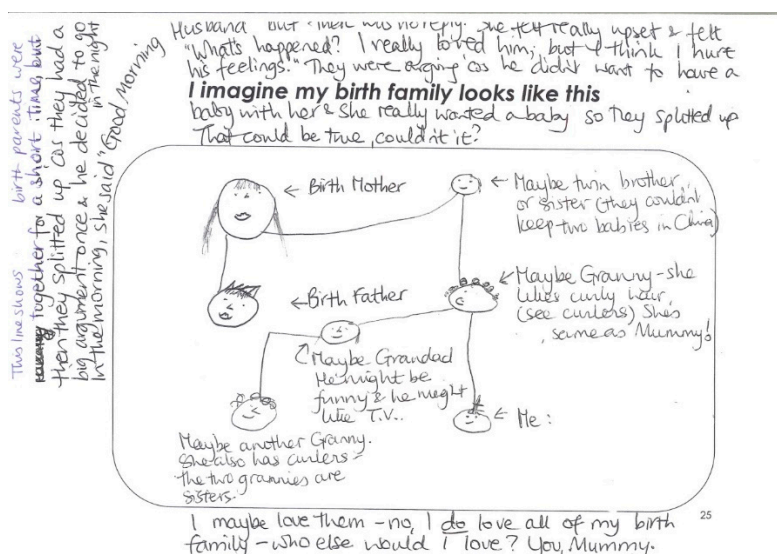 This line shows birth parents were
together for a short time, but
then they splitted up cos they had a
big argument once & he decided to go
in the night
In the morning, she said "Good Morning
Husband" but there was no reply. She felt really upset & felt
"What's happened? I really loved him, but I think I hurt
his feelings." They were arging 'cos he didn't want to have a
I imagine my birth family looks like this
baby with her & she really wanted a baby so they splitted up
That could be true, couldn't it?
← Birth Mother
← Maybe twin brother
or sister (they couldn't
keep two babies in China)
← Birth Father
← Maybe Granny - she
likes curly hair,
(see curlers) She's
same as Mummy!
Maybe Grandad
He might be
funny & he might
like T.V..
← Me:
Maybe another Granny.
She also has curlers -
the two grannies are
sisters.
25
I maybe love them - no, I do love all of my birth
family - who else would I love? You, Mummy.